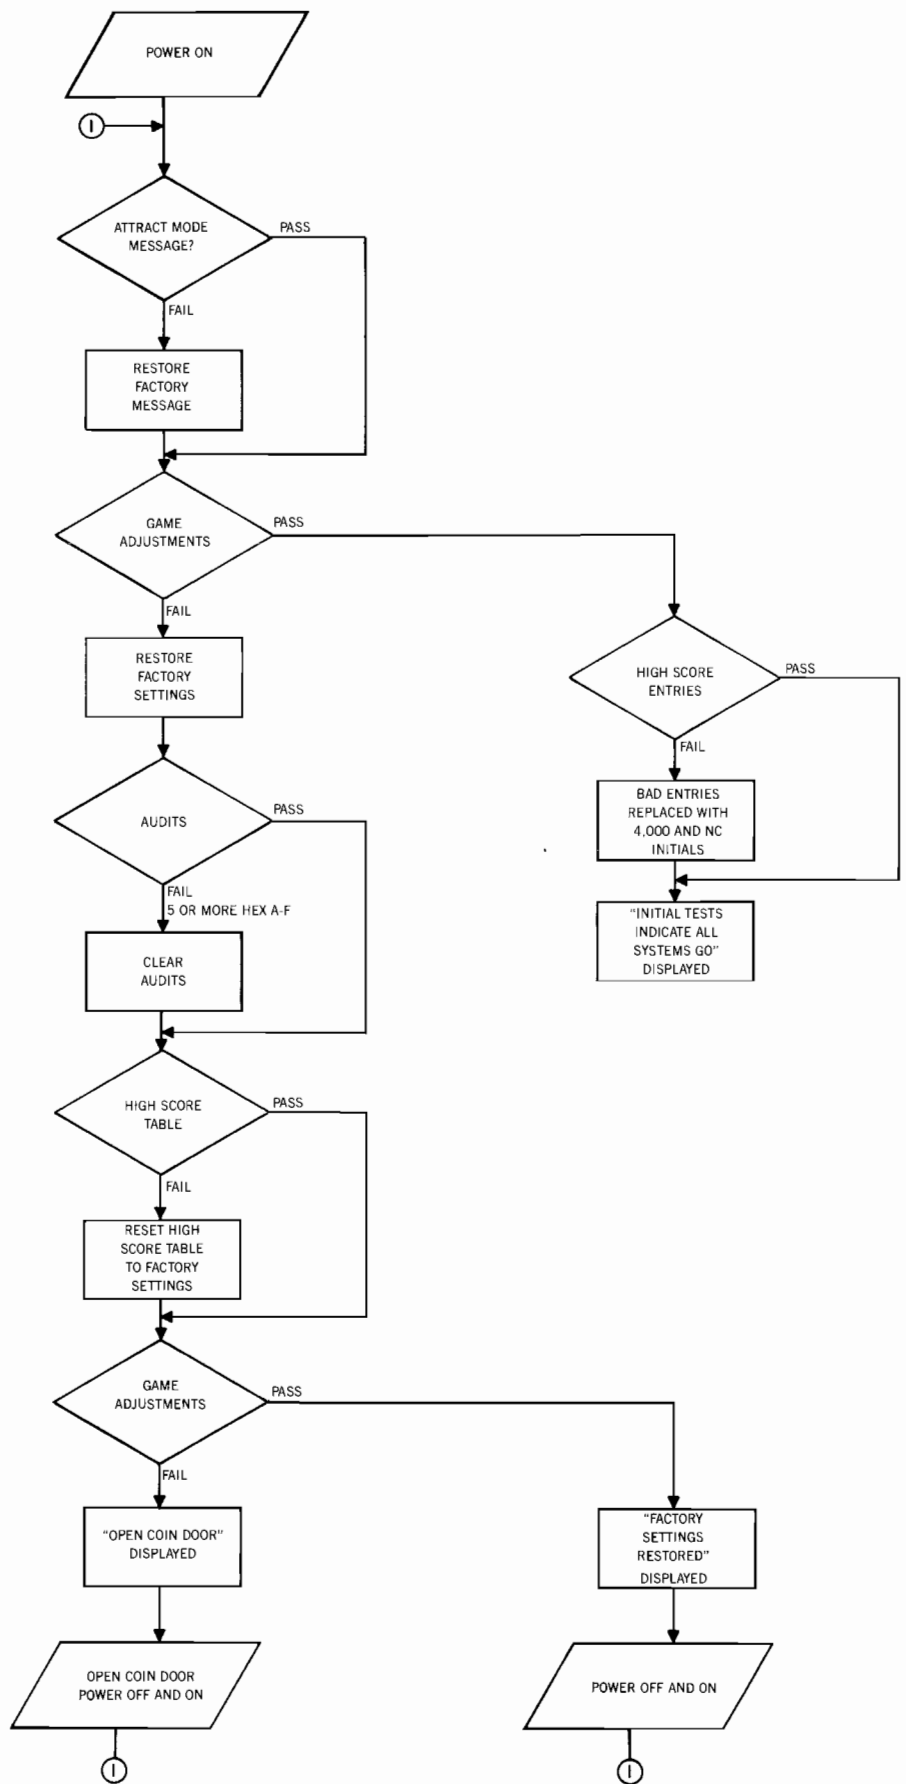 POWER ON
1
ATTRACT MODE
MESSAGE?
PASS
FAIL
RESTORE
FACTORY
MESSAGE
GAME
ADJUSTMENTS
PASS
FAIL
RESTORE
FACTORY
SETTINGS
HIGH SCORE
ENTRIES
PASS
FAIL
BAD ENTRIES
REPLACED WITH
4,000 AND NC
INITIALS
"INITIAL TESTS
INDICATE ALL
SYSTEMS GO"
DISPLAYED
AUDITS
PASS
FAIL
5 OR MORE HEX A-F
CLEAR
AUDITS
HIGH SCORE
TABLE
PASS
FAIL
RESET HIGH
SCORE TABLE
TO FACTORY
SETTINGS
GAME
ADJUSTMENTS
PASS
FAIL
"OPEN COIN DOOR"
DISPLAYED
"FACTORY
SETTINGS
RESTORED"
DISPLAYED
OPEN COIN DOOR
POWER OFF AND ON
POWER OFF AND ON
1
1